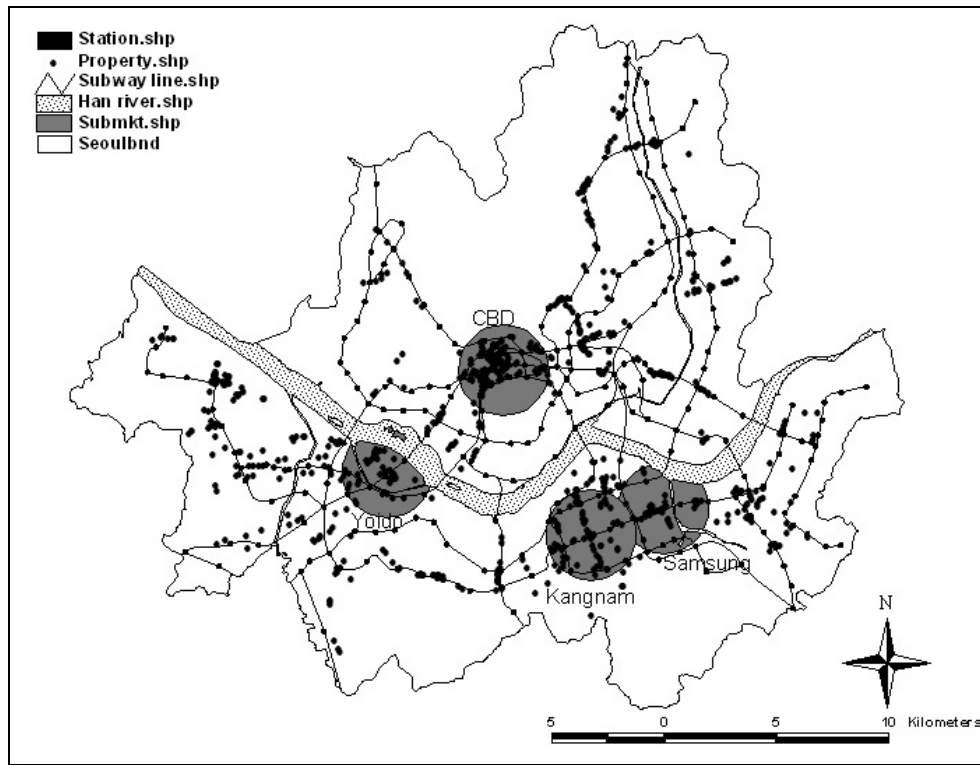 Station.shp
Property.shp
Subway line.shp
Han river.shp
Submkt.shp
Seoulbnd
CBD
Yoido
Samsung
Kangnam
N
5 0 5 10 Kilometers